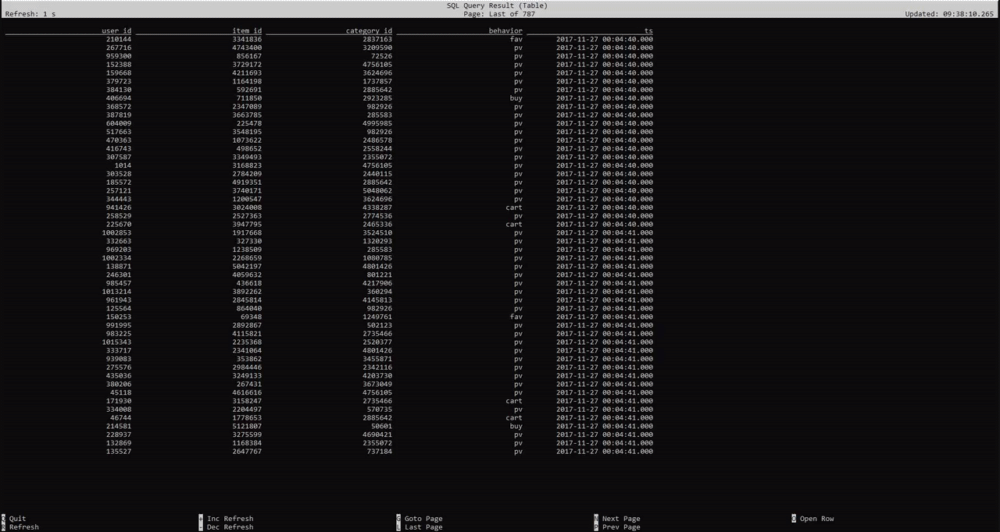 SQL Query Result (Table)
Refresh: 1 s Page: Last of 787 Updated: 09:38:10.265
user_id item_id category_id behavior ts
210144 3341836 2837163 fav 2017-11-27 00:04:40.000
267716 4743400 3209590 pv 2017-11-27 00:04:40.000
959300 856167 72526 pv 2017-11-27 00:04:40.000
152388 3729172 4756105 pv 2017-11-27 00:04:40.000
159668 4211693 3624696 pv 2017-11-27 00:04:40.000
379723 1164198 1737857 pv 2017-11-27 00:04:40.000
384130 592691 2885642 pv 2017-11-27 00:04:40.000
406694 711850 2923285 buy 2017-11-27 00:04:40.000
368572 2347089 982926 pv 2017-11-27 00:04:40.000
387819 3663785 285583 pv 2017-11-27 00:04:40.000
604009 225478 4995985 pv 2017-11-27 00:04:40.000
517663 3548195 982926 pv 2017-11-27 00:04:40.000
470363 1073622 2486578 pv 2017-11-27 00:04:40.000
416743 498652 2558244 pv 2017-11-27 00:04:40.000
307587 3349493 2355072 pv 2017-11-27 00:04:40.000
1014 3168823 4756105 pv 2017-11-27 00:04:40.000
303528 2784209 2440115 pv 2017-11-27 00:04:40.000
185572 4919351 2885642 pv 2017-11-27 00:04:40.000
257121 3740171 5048062 pv 2017-11-27 00:04:40.000
344443 1200547 3624696 pv 2017-11-27 00:04:40.000
941426 3024008 4338287 cart 2017-11-27 00:04:40.000
258529 2527363 2774536 pv 2017-11-27 00:04:40.000
225670 3947795 2465336 cart 2017-11-27 00:04:40.000
1002853 1917668 3524510 pv 2017-11-27 00:04:41.000
332663 327330 1320293 pv 2017-11-27 00:04:41.000
969203 1238509 285583 pv 2017-11-27 00:04:41.000
1002334 2268659 1080785 pv 2017-11-27 00:04:41.000
138871 5042197 4801426 pv 2017-11-27 00:04:41.000
246301 4059632 801221 pv 2017-11-27 00:04:41.000
985457 436618 4217906 pv 2017-11-27 00:04:41.000
1013214 3892262 360294 pv 2017-11-27 00:04:41.000
961943 2845814 4145813 pv 2017-11-27 00:04:41.000
125564 864040 982926 pv 2017-11-27 00:04:41.000
150253 69348 1249761 fav 2017-11-27 00:04:41.000
991995 2892867 502123 pv 2017-11-27 00:04:41.000
983225 4115821 2735466 pv 2017-11-27 00:04:41.000
1015343 2235368 2520377 pv 2017-11-27 00:04:41.000
333717 2341064 4801426 pv 2017-11-27 00:04:41.000
939083 353862 3455871 pv 2017-11-27 00:04:41.000
275576 2984446 2342116 pv 2017-11-27 00:04:41.000
435036 3249133 4203730 pv 2017-11-27 00:04:41.000
380206 267431 3673049 pv 2017-11-27 00:04:41.000
45118 4616616 4756105 pv 2017-11-27 00:04:41.000
171930 3158247 2735466 cart 2017-11-27 00:04:41.000
334008 2204497 570735 pv 2017-11-27 00:04:41.000
46744 1778653 2885642 cart 2017-11-27 00:04:41.000
214581 5121807 50601 buy 2017-11-27 00:04:41.000
228937 3275599 4690421 pv 2017-11-27 00:04:41.000
132869 1168384 2355072 pv 2017-11-27 00:04:41.000
135527 2647767 737184 pv 2017-11-27 00:04:41.000
Q Quit + Inc Refresh G Goto Page N Next Page O Open Row
R Refresh - Dec Refresh L Last Page P Prev Page